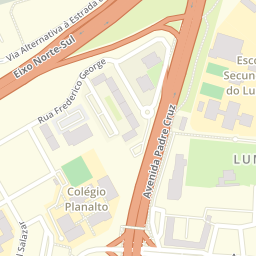 Via Alternativa á Estrada
Eixo Norte-Sul
Rua Frederico George
Esco
Secun
do Lu
Avenida Padre Cruz
LUM
Colégio
Planalto
l Salazar